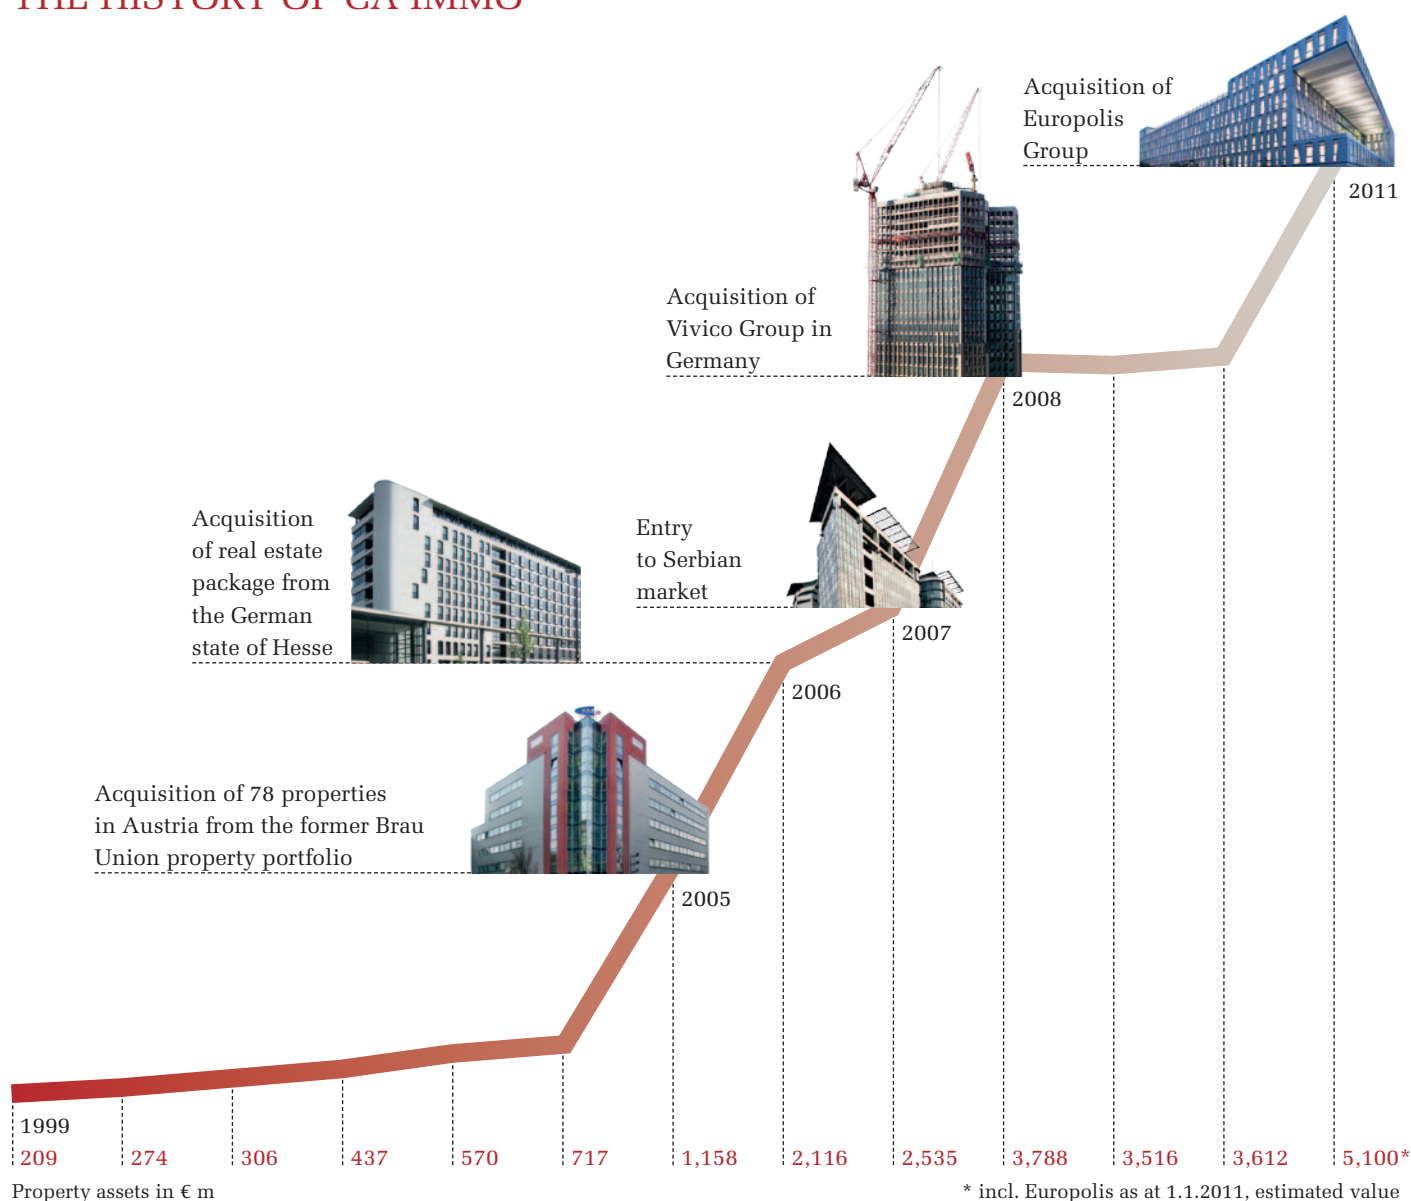 THE HISTORY OF CA IMMO
Acquisition of
Europolis
Group
2011
Acquisition of
Vivico Group in
Germany
2008
Acquisition
of real estate
package from
the German
state of Hesse
Entry
to Serbian
market
2007
2006
Acquisition of 78 properties
in Austria from the former Brau
Union property portfolio
2005
1999
209 274 306 437 570 717 1,158 2,116 2,535 3,788 3,516 3,612 5,100*
Property assets in € m
* incl. Europolis as at 1.1.2011, estimated value